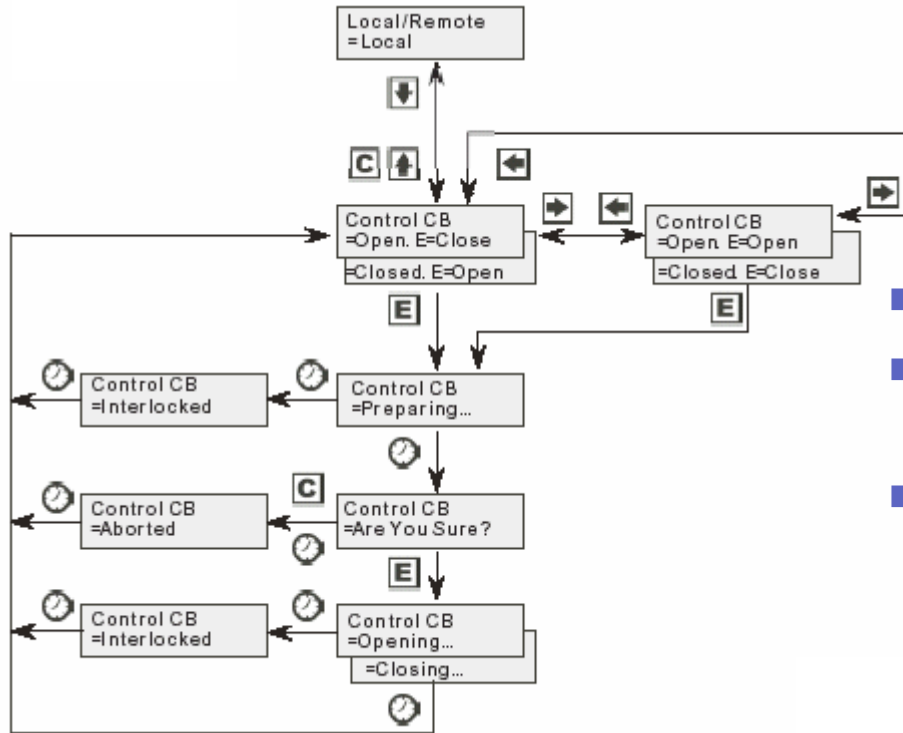 Local/Remote
=Local
C
Control CB
=Open. E=Close
=Closed. E=Open
Control CB
=Open. E=Open
=Closed. E=Close
E
E
Control CB
=Interlocked
Control CB
=Preparing...
C
Control CB
=Aborted
Control CB
=Are You Sure?
E
Control CB
=Interlocked
Control CB
=Opening...
=Closing...